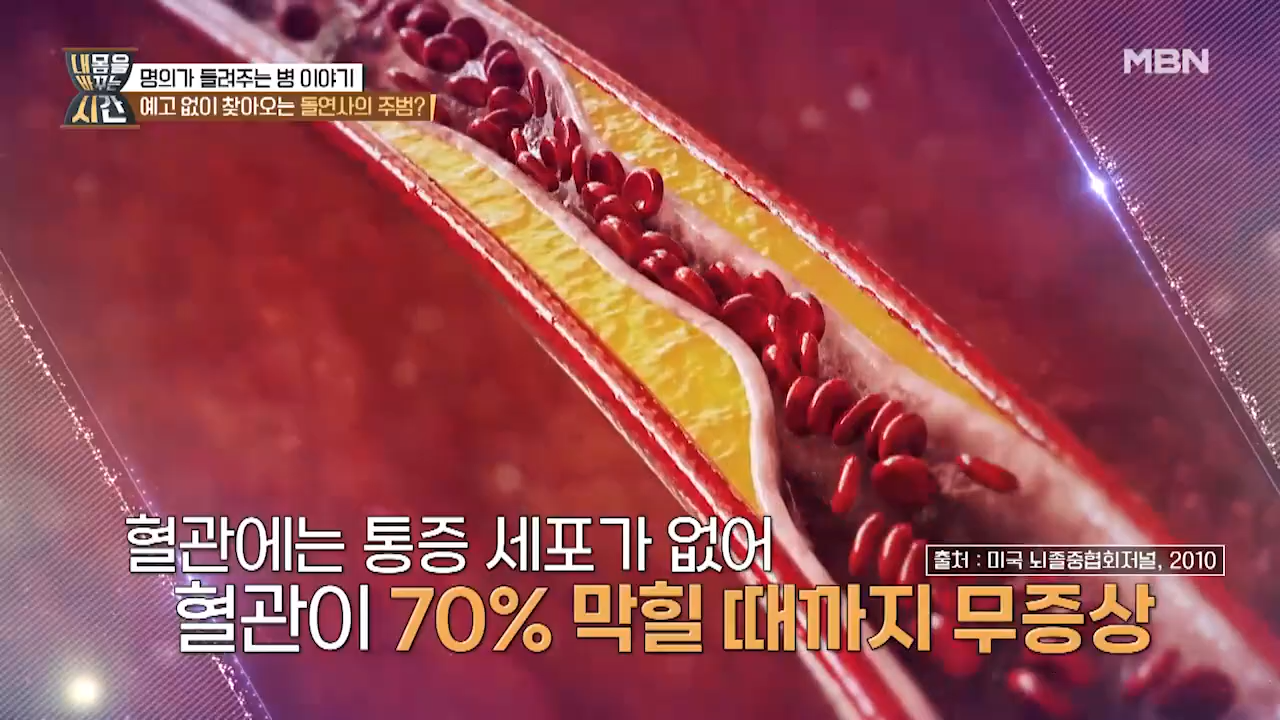 내 몸을
바꾸는
시간
명의가 들려주는 병 이야기
예고 없이 찾아오는 돌연사의 주범?
MBN
혈관에는 통증 세포가 없어
출처 : 미국 뇌졸중협회저널, 2010
혈관이 70% 막힐 때까지 무증상